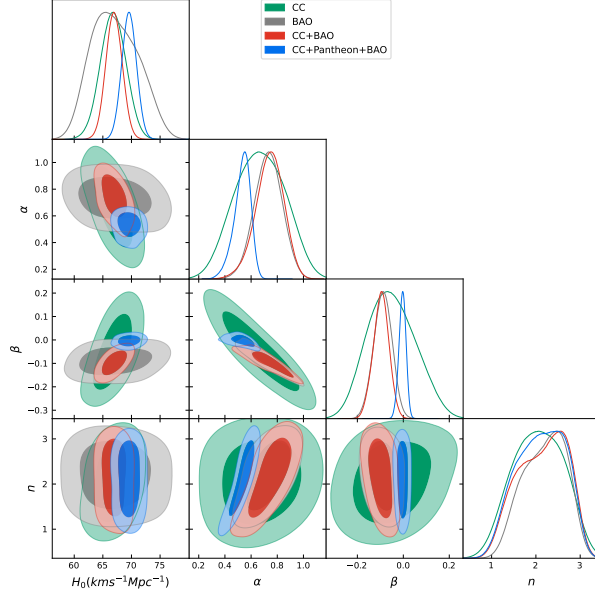 CC
BAO
CC+BAO
CC+Pantheon+BAO
1.0
0.8
0.6
0.4
0.2
α
0.2
0.1
0.0
−0.1
−0.2
−0.3
β
3
2
1
n
60 65 70 75
0.2 0.4 0.6 0.8 1.0
−0.2 0.0 0.2
1 2 3
H₀(kms⁻¹Mpc⁻¹)
α
β
n